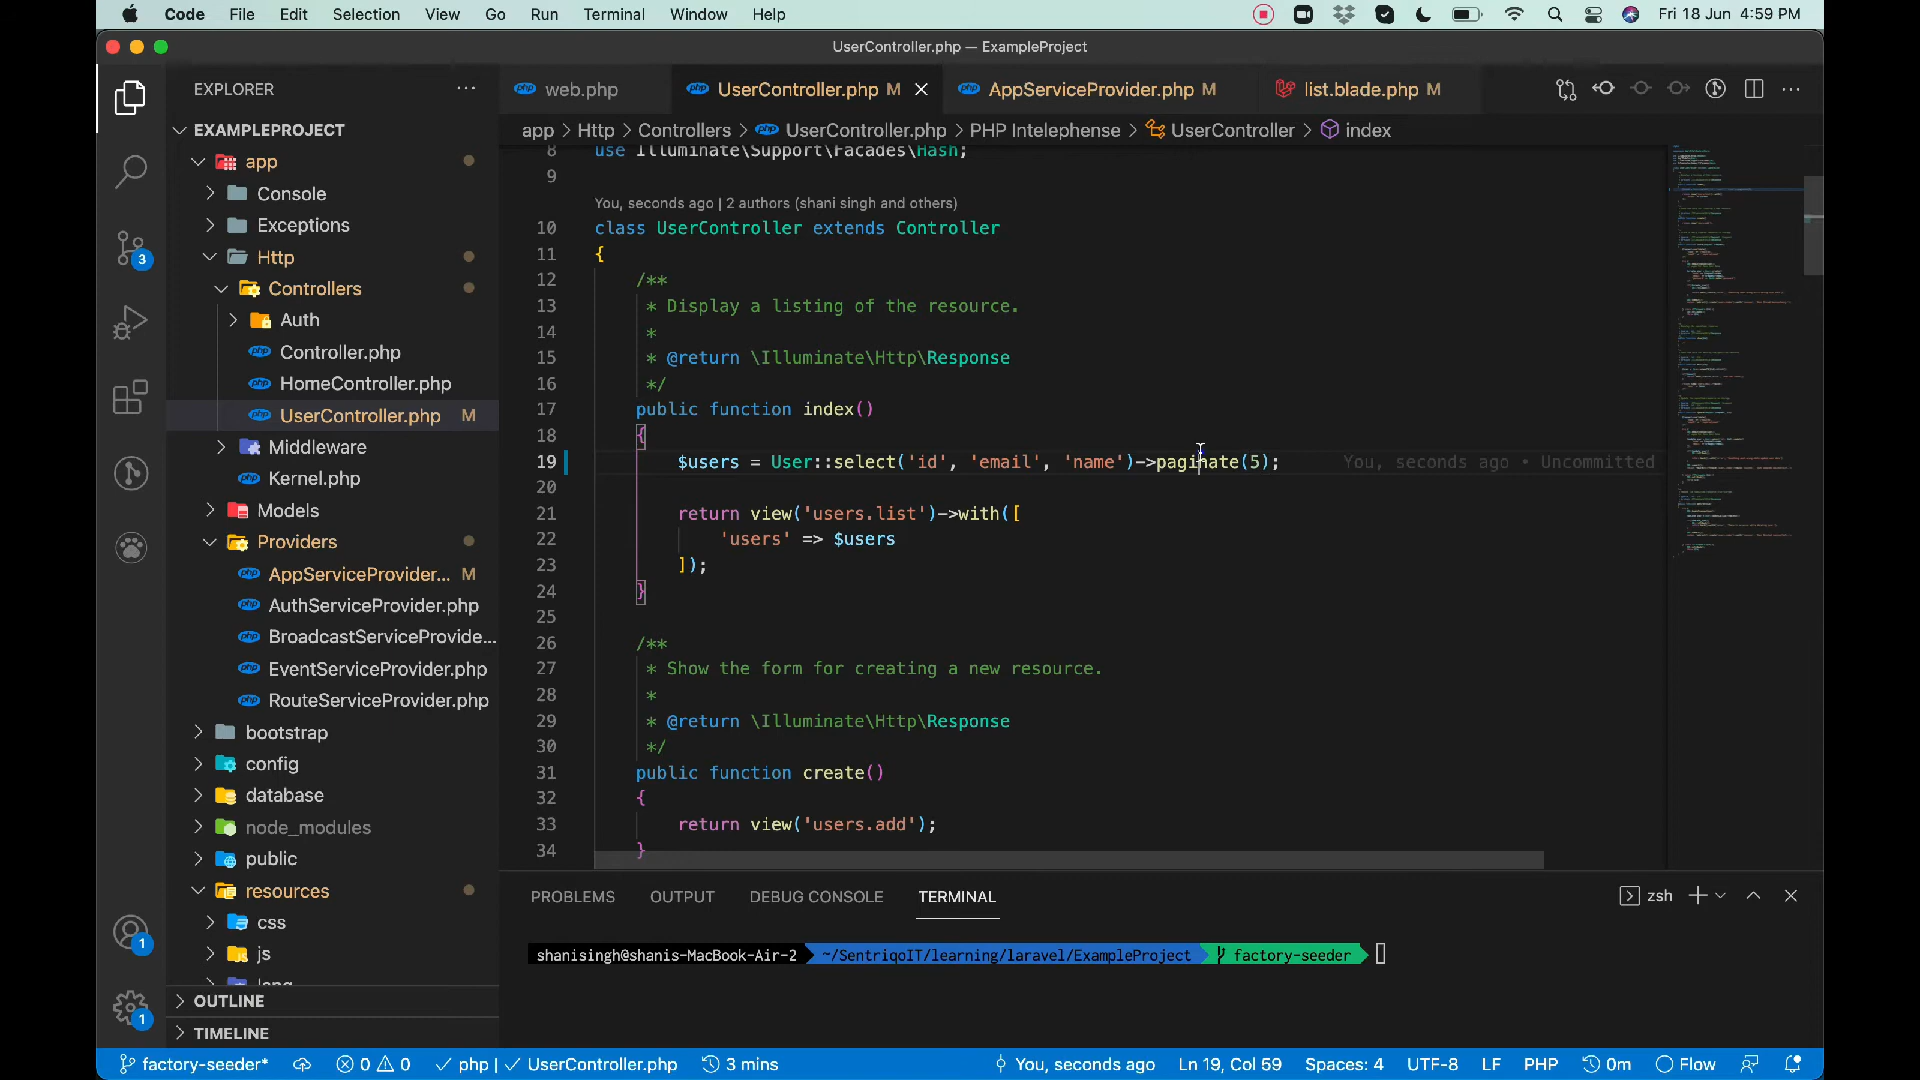 Code File Edit Selection View Go Run Terminal Window Help Fri 18 Jun 4:59 PM
UserController.php — ExampleProject
EXPLORER
EXAMPLEPROJECT
app
Console
Exceptions
Http
Controllers
Auth
Controller.php
HomeController.php
UserController.php M
Middleware
Kernel.php
Models
Providers
AppServiceProvider... M
AuthServiceProvider.php
BroadcastServiceProvide...
EventServiceProvider.php
RouteServiceProvider.php
bootstrap
config
database
node_modules
public
resources
css
js
OUTLINE
TIMELINE
3
1
1
web.php UserController.php M AppServiceProvider.php M list.blade.php M
app > Http > Controllers > UserController.php > PHP Intelephense > UserController > index
8 use Illuminate\Support\Facades\Hash;
9
You, seconds ago | 2 authors (shani singh and others)
10 class UserController extends Controller
11 {
12 /**
13 * Display a listing of the resource.
14 *
15 * @return \Illuminate\Http\Response
16 */
17 public function index()
18 {
19 $users = User::select('id', 'email', 'name')->paginate(5); You, seconds ago • Uncommitted
20
21 return view('users.list')->with([
22 'users' => $users
23 ]);
24 }
25
26 /**
27 * Show the form for creating a new resource.
28 *
29 * @return \Illuminate\Http\Response
30 */
31 public function create()
32 {
33 return view('users.add');
34 }
PROBLEMS OUTPUT DEBUG CONSOLE TERMINAL zsh
shanisingh@shanis-MacBook-Air-2 ~/SentriqoIT/learning/laravel/ExampleProject factory-seeder
factory-seeder* 0 0 php | UserController.php 3 mins You, seconds ago Ln 19, Col 59 Spaces: 4 UTF-8 LF PHP 0m Flow